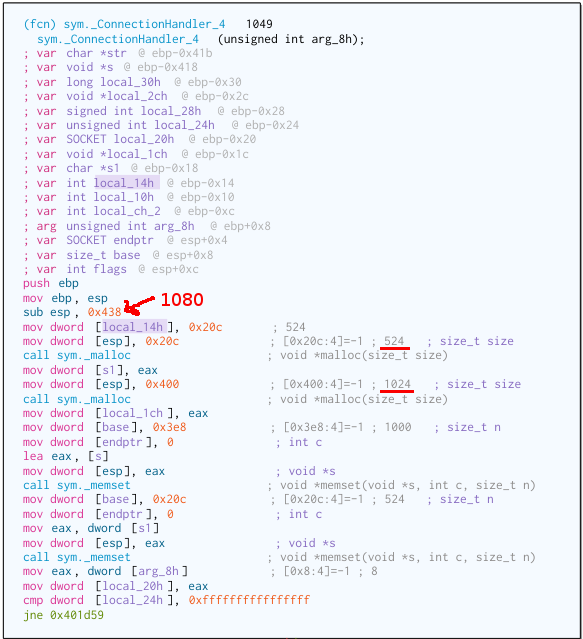 (fcn) sym._ConnectionHandler_4 1049
sym._ConnectionHandler_4 (unsigned int arg_8h);
; var char *str @ ebp-0x41b
; var void *s @ ebp-0x418
; var long local_30h @ ebp-0x30
; var void *local_2ch @ ebp-0x2c
; var signed int local_28h @ ebp-0x28
; var unsigned int local_24h @ ebp-0x24
; var SOCKET local_20h @ ebp-0x20
; var void *local_1ch @ ebp-0x1c
; var char *s1 @ ebp-0x18
; var int local_14h @ ebp-0x14
; var int local_10h @ ebp-0x10
; var int local_ch_2 @ ebp-0xc
; arg unsigned int arg_8h @ ebp+0x8
; var SOCKET endptr @ esp+0x4
; var size_t base @ esp+0x8
; var int flags @ esp+0xc
push ebp
mov ebp, esp
1080
sub esp, 0x438
mov dword [local_14h], 0x20c ; 524
mov dword [esp], 0x20c ; [0x20c:4]=-1 ; 524 ; size_t size
call sym._malloc ; void *malloc(size_t size)
mov dword [s1], eax
mov dword [esp], 0x400 ; [0x400:4]=-1 ; 1024 ; size_t size
call sym._malloc ; void *malloc(size_t size)
mov dword [local_1ch], eax
mov dword [base], 0x3e8 ; [0x3e8:4]=-1 ; 1000 ; size_t n
mov dword [endptr], 0 ; int c
lea eax, [s]
mov dword [esp], eax ; void *s
call sym._memset ; void *memset(void *s, int c, size_t n)
mov dword [base], 0x20c ; [0x20c:4]=-1 ; 524 ; size_t n
mov dword [endptr], 0 ; int c
mov eax, dword [s1]
mov dword [esp], eax ; void *s
call sym._memset ; void *memset(void *s, int c, size_t n)
mov eax, dword [arg_8h] ; [0x8:4]=-1 ; 8
mov dword [local_20h], eax
cmp dword [local_24h], 0xffffffffffffffff
jne 0x401d59